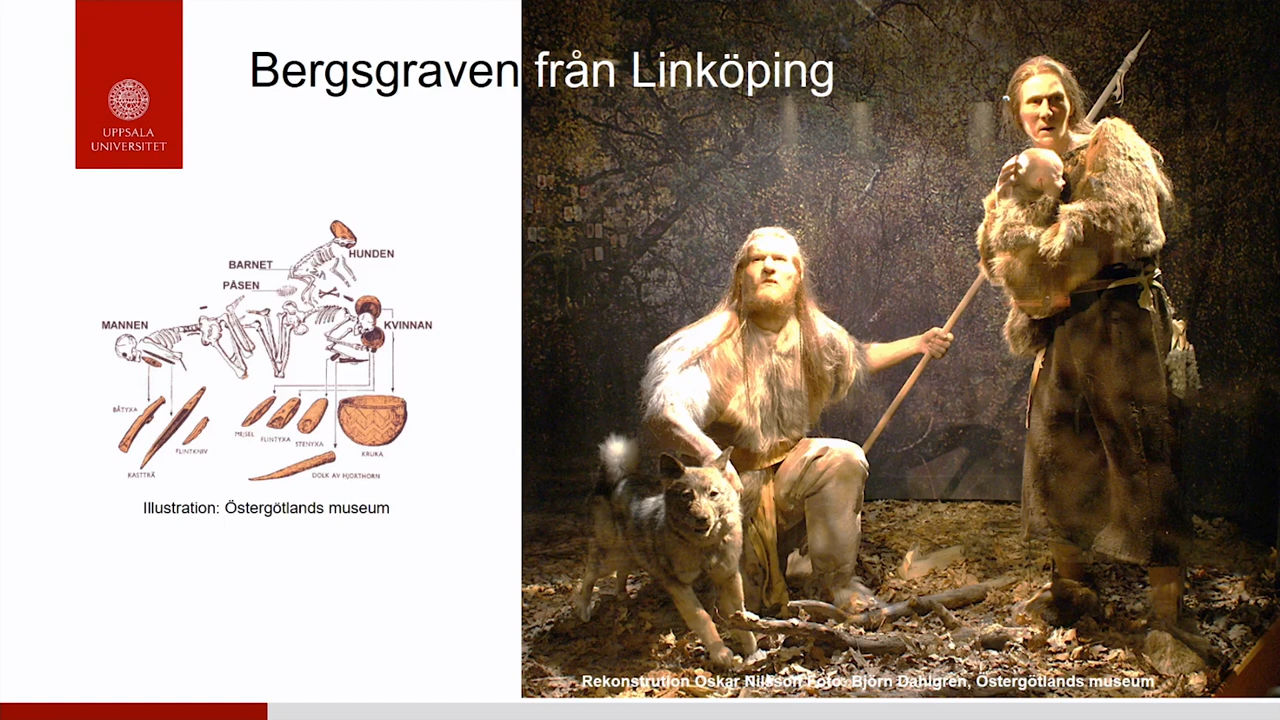 Bergsgraven från Linköping
UPPSALA
UNIVERSITET
HUNDEN
BARNET
PÅSEN
MANNEN
KVINNAN
BÅTYXA
FLINTKNIV
KASTTRÄ
MEJSEL
FLINTYXA
STENYXA
KRUKA
DOLK AV HJORTHORN
Illustration: Östergötlands museum
Rekonstrution Oskar Nilsson Foto: Björn Dahlgren, Östergötlands museum